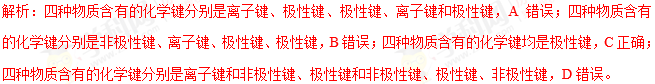 解析：四种物质含有的化学键分别是离子键、极性键、极性键、离子键和极性键，A 错误；四种物质含有
的化学键分别是非极性键、离子键、极性键、极性键，B错误；四种物质含有的化学键均是极性键，C正确；
四种物质含有的化学键分别是离子键和非极性键、极性键和非极性键、极性键、非极性键，D错误。